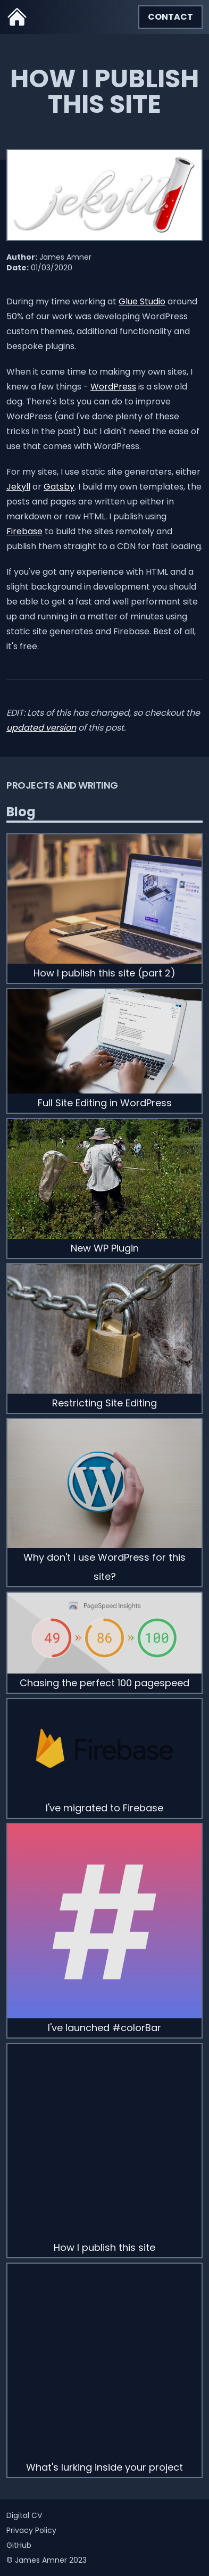 CONTACT
HOW I PUBLISH
THIS SITE
jekyll
Author: James Amner
Date: 01/03/2020
During my time working at Glue Studio around
50% of our work was developing WordPress
custom themes, additional functionality and
bespoke plugins.
When it came time to making my own sites, I
knew a few things - WordPress is a slow old
dog. There's lots you can do to improve
WordPress (and I've done plenty of these
tricks in the past) but I didn't need the ease of
use that comes with WordPress.
For my sites, I use static site generaters, either
Jekyll or Gatsby. I build my own templates, the
posts and pages are written up either in
markdown or raw HTML. I publish using
Firebase to build the sites remotely and
publish them straight to a CDN for fast loading.
If you've got any experience with HTML and a
slight background in development you should
be able to get a fast and well performant site
up and running in a matter of minutes using
static site generates and Firebase. Best of all,
it's free.
EDIT: Lots of this has changed, so checkout the
updated version of this post.
PROJECTS AND WRITING
Blog
How I publish this site (part 2)
Full Site Editing in WordPress
New WP Plugin
Restricting Site Editing
Why don't I use WordPress for this
site?
PageSpeed Insights
49 » 86 » 100
Chasing the perfect 100 pagespeed
Firebase
I've migrated to Firebase
#
I've launched #colorBar
How I publish this site
What's lurking inside your project
Digital CV
Privacy Policy
GitHub
© James Amner 2023